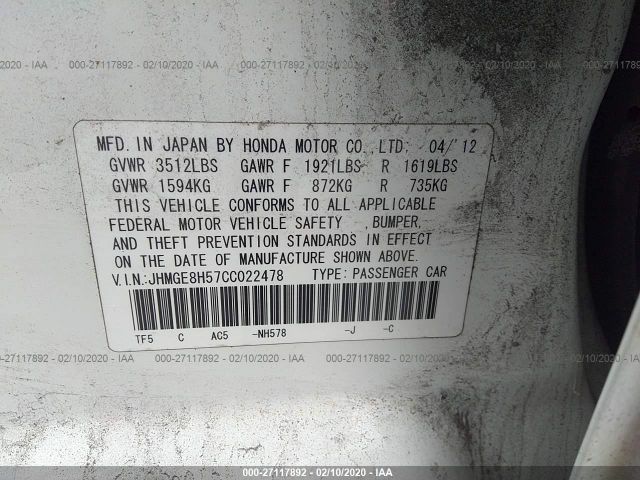 000-27117892 - 02/10/2020 - IAA
MFD. IN JAPAN BY HONDA MOTOR CO.,LTD: 04/'12
GVWR 3512LBS GAWR F 1921LBS R 1619LBS
GVWR 1594KG GAWR F 872KG R 735KG
THIS VEHICLE CONFORMS TO ALL APPLICABLE
FEDERAL MOTOR VEHICLE SAFETY ,BUMPER,
AND THEFT PREVENTION STANDARDS IN EFFECT
ON THE DATE OF MANUFACTURE SHOWN ABOVE.
V.I.N.:JHMGE8H57CC022478 TYPE: PASSENGER CAR
TF5 C AC5 -NH578 -J -C
000-27117892 - 02/10/2020 - IAA
000-27117892 - 02/10/2020 - IAA